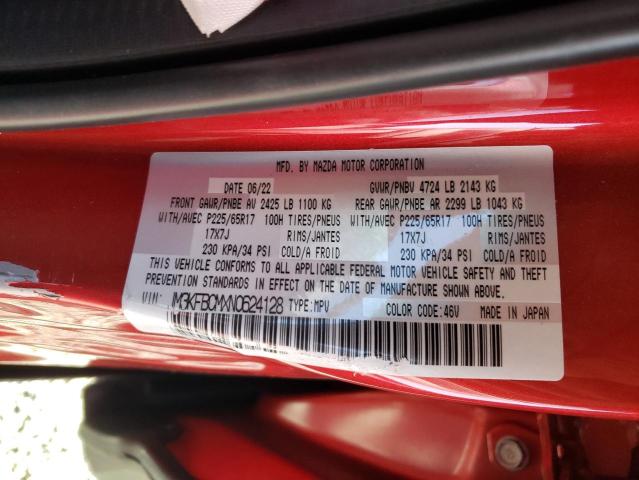 MFD. BY MAZDA MOTOR CORPORATION
DATE 06/22 GVWR/PNBV 4724 LB 2143 KG
FRONT GAWR/PNBE AV 2425 LB 1100 KG REAR GAWR/PNBE AR 2299 LB 1043 KG
WITH/AVEC P225/65R17 100H TIRES/PNEUS WITH/AVEC P225/65R17 100H TIRES/PNEUS
17X7J RIMS/JANTES 17X7J RIMS/JANTES
230 KPA/34 PSI COLD/A FROID 230 KPA/34 PSI COLD/A FROID
THIS VEHICLE CONFORMS TO ALL APPLICABLE FEDERAL MOTOR VEHICLE SAFETY AND THEFT
PREVENTION STANDARDS IN EFFECT ON THE DATE OF MANUFACTURE SHOWN ABOVE.
VIN: JM3KFBCMXN0624128 TYPE: MPV COLOR CODE: 46V MADE IN JAPAN